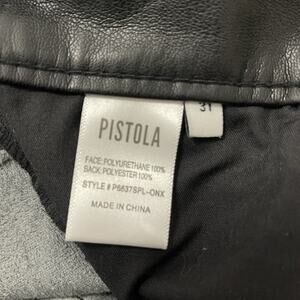 PISTOLA
31
FACE: POLYURETHANE 100%
BACK: POLYESTER 100%
STYLE # P6637SPL-ONX
MADE IN CHINA